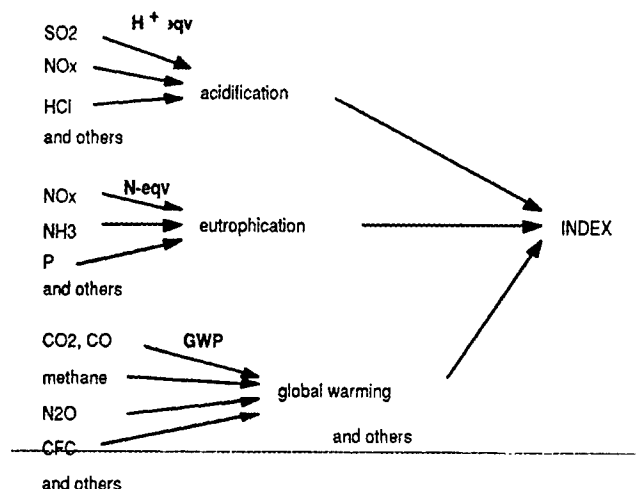 H+ eqv
SO2
NOx
acidification
HCl
and others
N-eqv
NOx
NH3
eutrophication
INDEX
P
and others
CO2, CO
GWP
methane
global warming
N2O
and others
CFC
and others